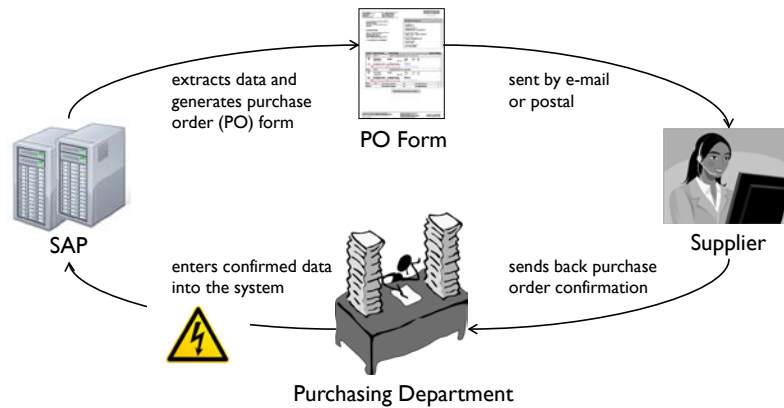 extracts data and
generates purchase
order (PO) form
PO Form
sent by e-mail
or postal
SAP
Supplier
enters confirmed data
into the system
sends back purchase
order confirmation
Purchasing Department